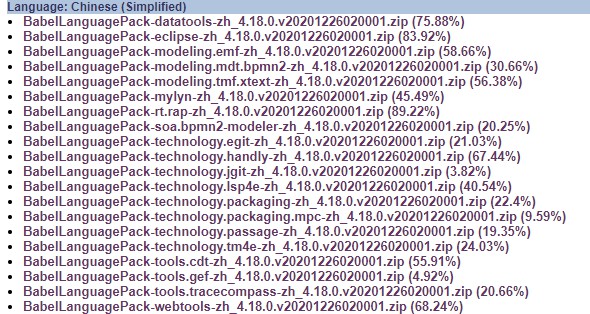 Language: Chinese (Simplified)
BabelLanguagePack-datatools-zh_4.18.0.v20201226020001.zip (75.88%)
BabelLanguagePack-eclipse-zh_4.18.0.v20201226020001.zip (83.92%)
BabelLanguagePack-modeling.emf-zh_4.18.0.v20201226020001.zip (58.66%)
BabelLanguagePack-modeling.mdt.bpmn2-zh_4.18.0.v20201226020001.zip (30.66%)
BabelLanguagePack-modeling.tmf.xtext-zh_4.18.0.v20201226020001.zip (56.38%)
BabelLanguagePack-mylyn-zh_4.18.0.v20201226020001.zip (45.49%)
BabelLanguagePack-rt.rap-zh_4.18.0.v20201226020001.zip (89.22%)
BabelLanguagePack-soa.bpmn2-modeler-zh_4.18.0.v20201226020001.zip (20.25%)
BabelLanguagePack-technology.egit-zh_4.18.0.v20201226020001.zip (21.03%)
BabelLanguagePack-technology.handly-zh_4.18.0.v20201226020001.zip (67.44%)
BabelLanguagePack-technology.jgit-zh_4.18.0.v20201226020001.zip (3.82%)
BabelLanguagePack-technology.lsp4e-zh_4.18.0.v20201226020001.zip (40.54%)
BabelLanguagePack-technology.packaging-zh_4.18.0.v20201226020001.zip (22.4%)
BabelLanguagePack-technology.packaging.mpc-zh_4.18.0.v20201226020001.zip (9.59%)
BabelLanguagePack-technology.passage-zh_4.18.0.v20201226020001.zip (19.35%)
BabelLanguagePack-technology.tm4e-zh_4.18.0.v20201226020001.zip (24.03%)
BabelLanguagePack-tools.cdt-zh_4.18.0.v20201226020001.zip (55.91%)
BabelLanguagePack-tools.gef-zh_4.18.0.v20201226020001.zip (4.92%)
BabelLanguagePack-tools.tracecompass-zh_4.18.0.v20201226020001.zip (20.66%)
BabelLanguagePack-webtools-zh_4.18.0.v20201226020001.zip (68.24%)